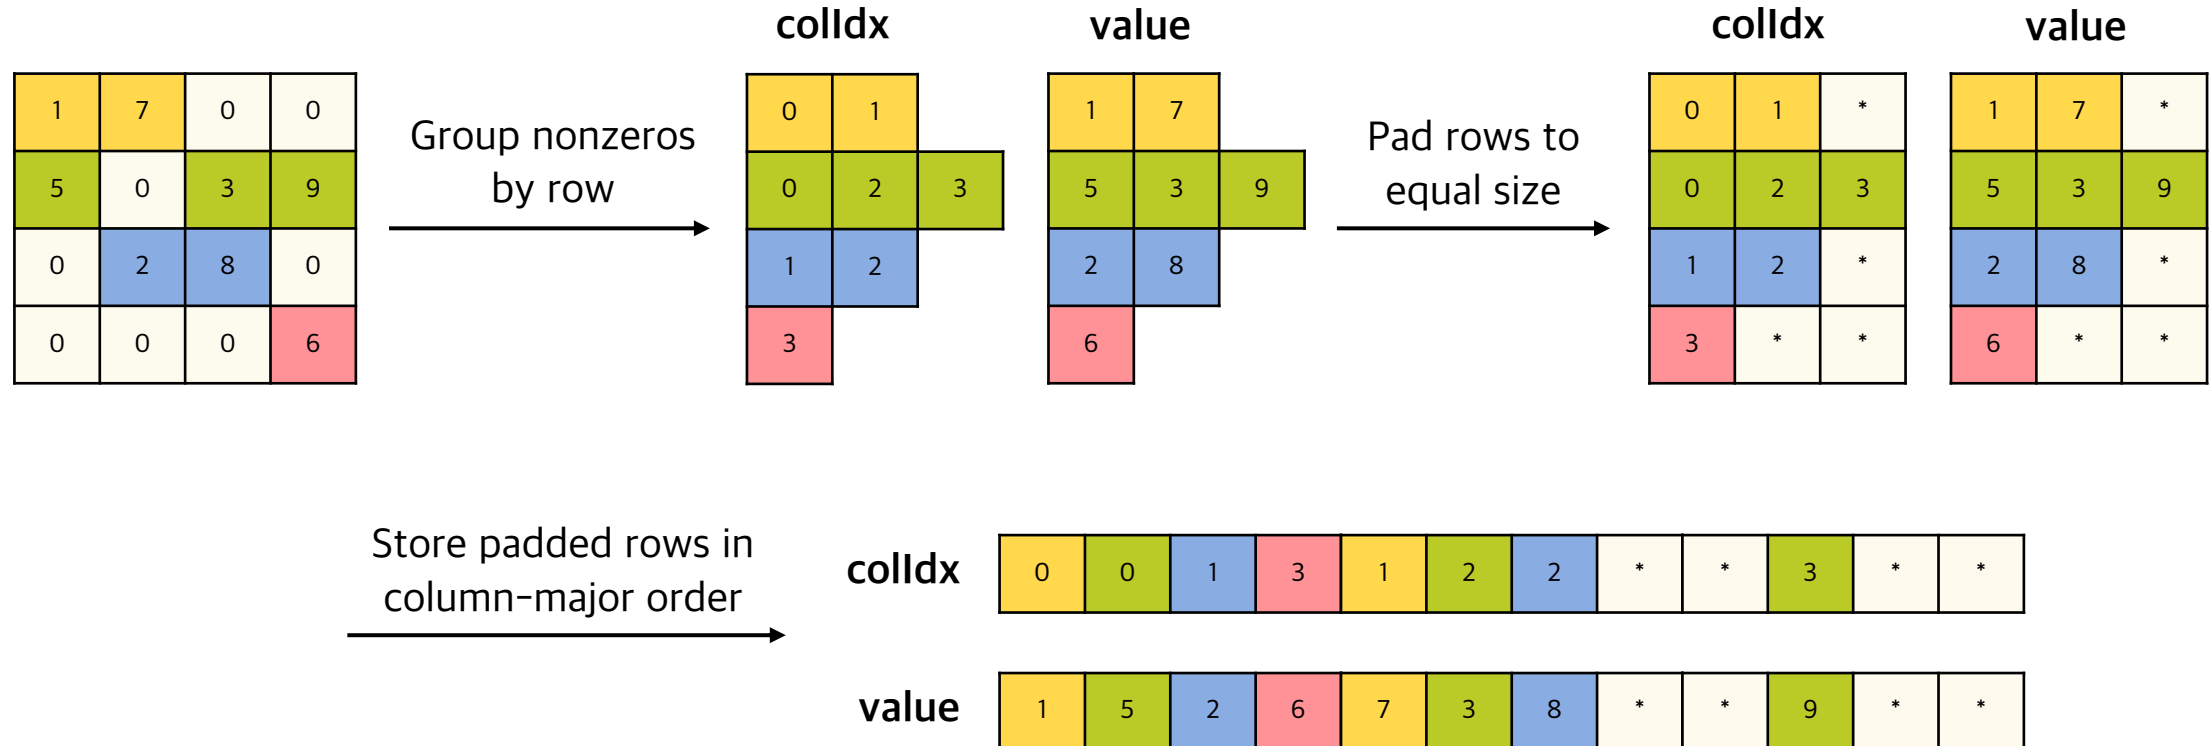 colIdx value colIdx value
1 7 0 0
5 0 3 9
0 2 8 0
0 0 0 6
Group nonzeros
by row
0 1
0 2 3
1 2
3
1 7
5 3 9
2 8
6
Pad rows to
equal size
0 1 *
0 2 3
1 2 *
3 * *
1 7 *
5 3 9
2 8 *
6 * *
Store padded rows in
column-major order
colIdx 0 0 1 3 1 2 2 * * 3 * *
value 1 5 2 6 7 3 8 * * 9 * *